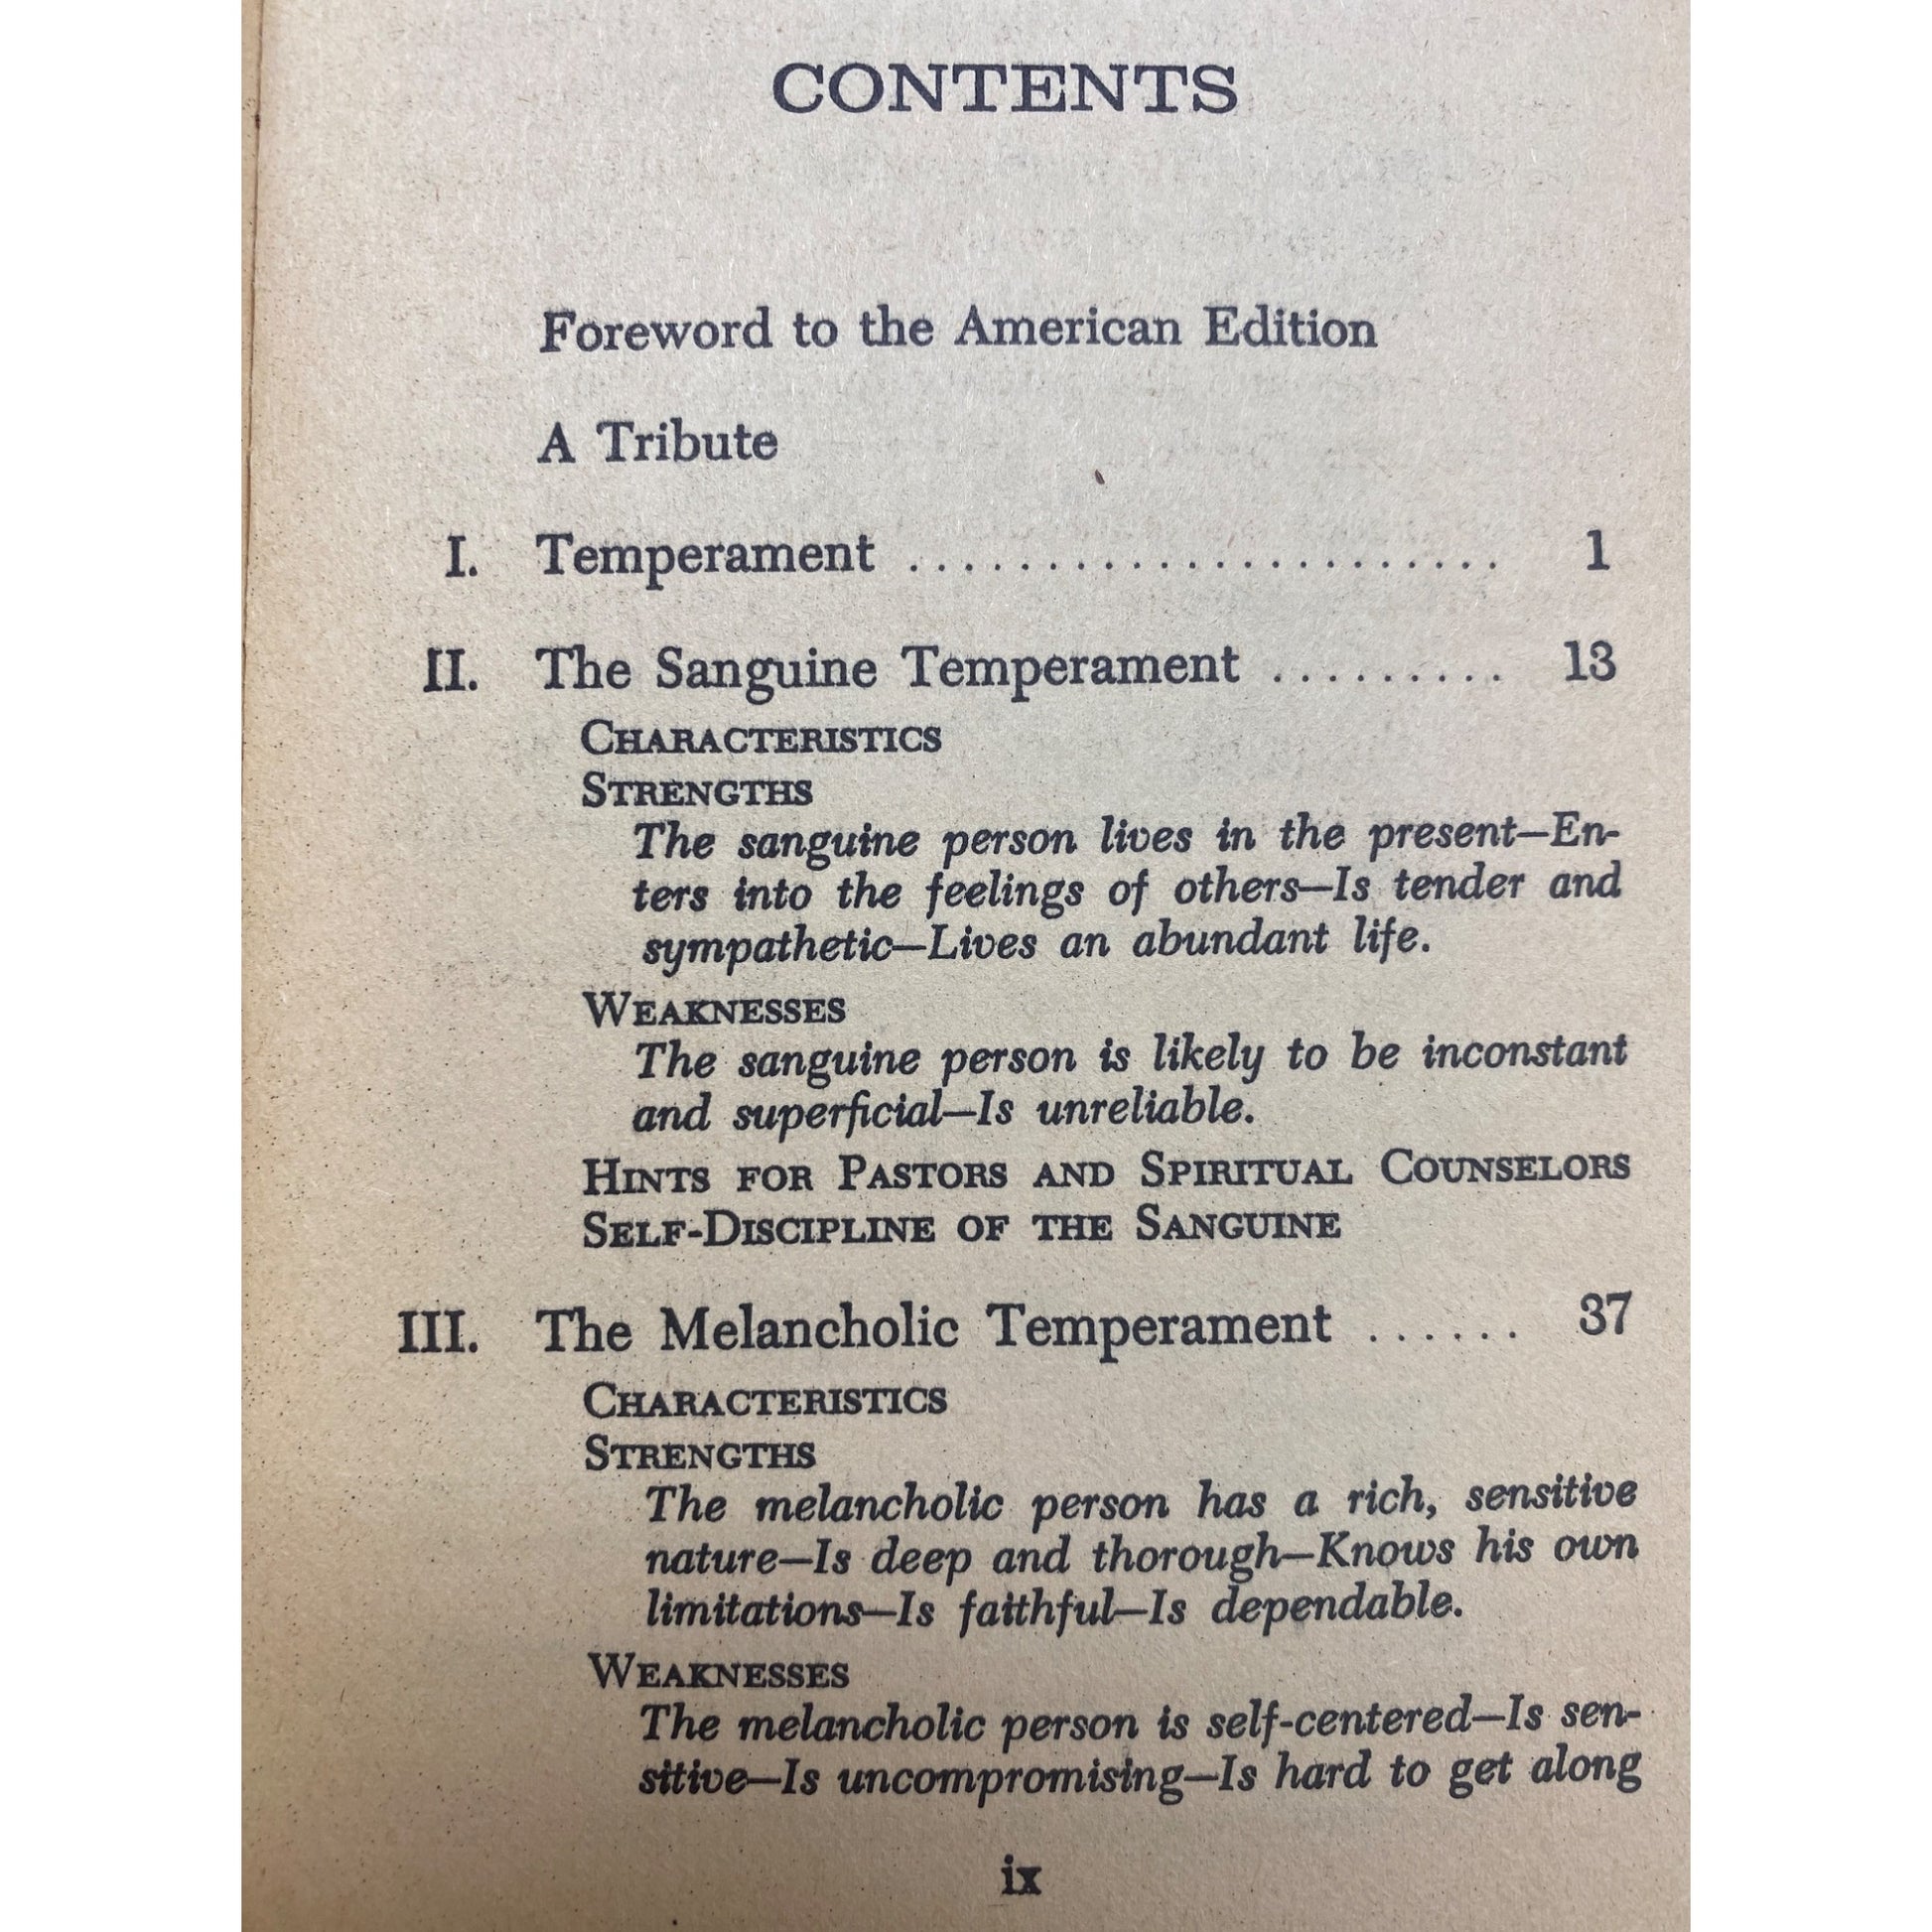 CONTENTS
Foreword to the American Edition
A Tribute
I. Temperament ...................... 1
II. The Sanguine Temperament ......... 13
CHARACTERISTICS
STRENGTHS
The sanguine person lives in the present—En-
ters into the feelings of others—Is tender and
sympathetic—Lives an abundant life.
WEAKNESSES
The sanguine person is likely to be inconstant
and superficial—Is unreliable.
HINTS FOR PASTORS AND SPIRITUAL COUNSELORS
SELF-DISCIPLINE OF THE SANGUINE
III. The Melancholic Temperament ...... 37
CHARACTERISTICS
STRENGTHS
The melancholic person has a rich, sensitive
nature—Is deep and thorough—Knows his own
limitations—Is faithful—Is dependable.
WEAKNESSES
The melancholic person is self-centered—Is sen-
sitive—Is uncompromising—Is hard to get along
ix